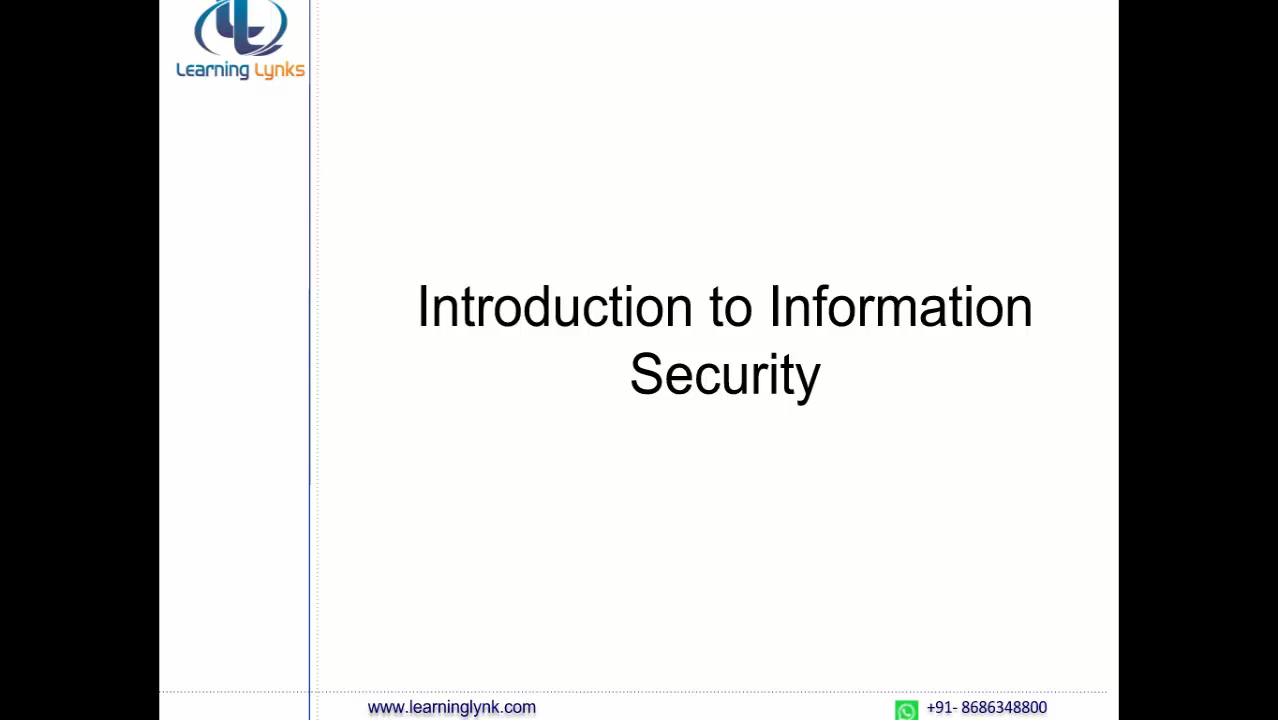 Learning Lynks
Introduction to Information
Security
www.learninglynk.com
+91- 8686348800